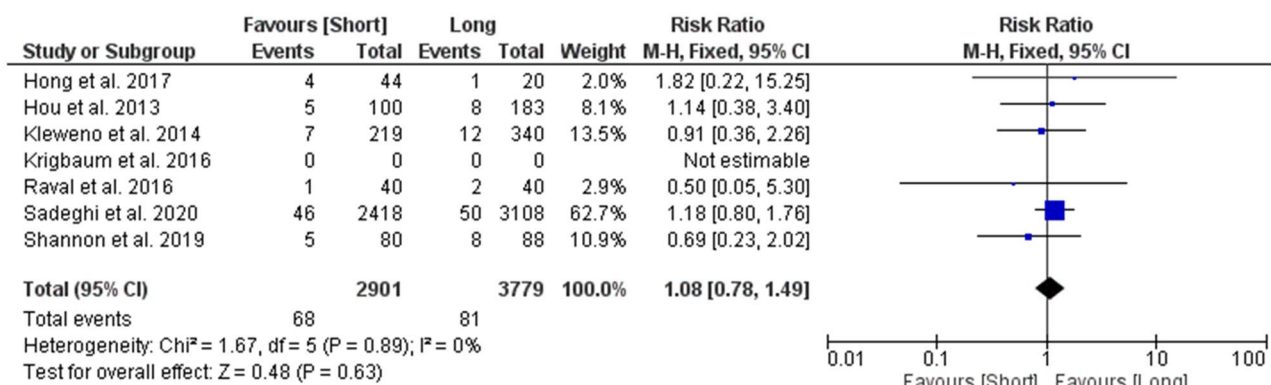 Favours [Short] Long Risk Ratio Risk Ratio
Study or Subgroup Events Total Events Total Weight M-H, Fixed, 95% CI M-H, Fixed, 95% CI
Hong et al. 2017 4 44 1 20 2.0% 1.82 [0.22, 15.25]
Hou et al. 2013 5 100 8 183 8.1% 1.14 [0.38, 3.40]
Kleweno et al. 2014 7 219 12 340 13.5% 0.91 [0.36, 2.26]
Krigbaum et al. 2016 0 0 0 0 Not estimable
Raval et al. 2016 1 40 2 40 2.9% 0.50 [0.05, 5.30]
Sadeghi et al. 2020 46 2418 50 3108 62.7% 1.18 [0.80, 1.76]
Shannon et al. 2019 5 80 8 88 10.9% 0.69 [0.23, 2.02]
Total (95% CI) 2901 3779 100.0% 1.08 [0.78, 1.49]
Total events 68 81
Heterogeneity: Chi² = 1.67, df = 5 (P = 0.89); I² = 0%
Test for overall effect: Z = 0.48 (P = 0.63)
0.01 0.1 1 10 100
Favours [Short] Favours [Long]